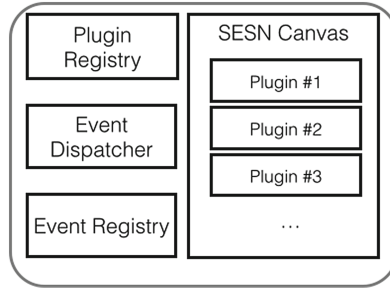 Plugin
Registry
Event
Dispatcher
Event Registry
SESN Canvas
Plugin #1
Plugin #2
Plugin #3
...